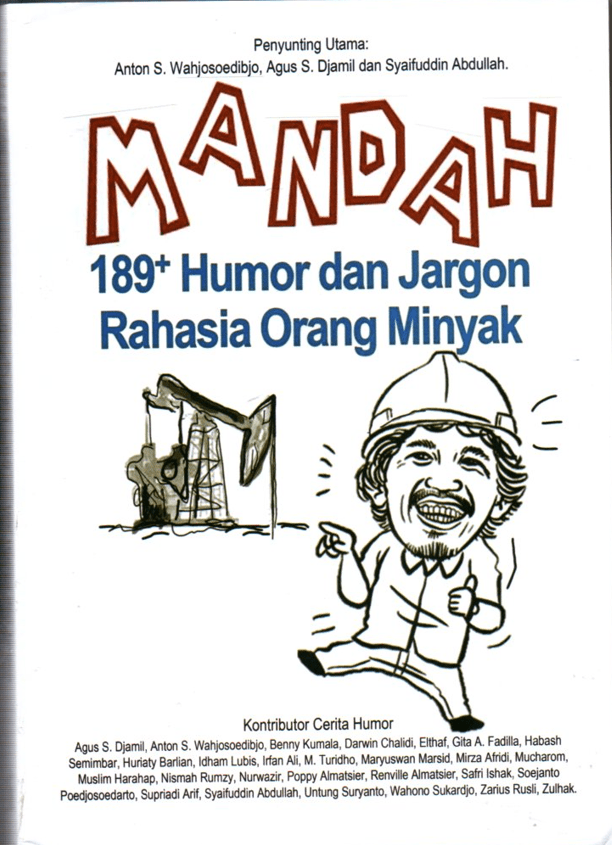 Penyunting Utama:
Anton S. Wahjosoedibjo, Agus S. Djamil dan Syaifuddin Abdullah.
MANDAH
189+ Humor dan Jargon
Rahasia Orang Minyak
Kontributor Cerita Humor
Agus S. Djamil, Anton S. Wahjosoedibjo, Benny Kumala, Darwin Chalidi, Elthaf, Gita A. Fadilla, Habash
Semimbar, Huriaty Barlian, Idham Lubis, Irfan Ali, M. Turidho, Maryuswan Marsid, Mirza Afridi, Mucharom,
Muslim Harahap, Nismah Rumzy, Nurwazir, Poppy Almatsier, Renville Almatsier, Safri Ishak, Soejanto
Poedjosoedarto, Supriadi Arif, Syaifuddin Abdullah, Untung Suryanto, Wahono Sukardjo, Zarius Rusli, Zulhak.